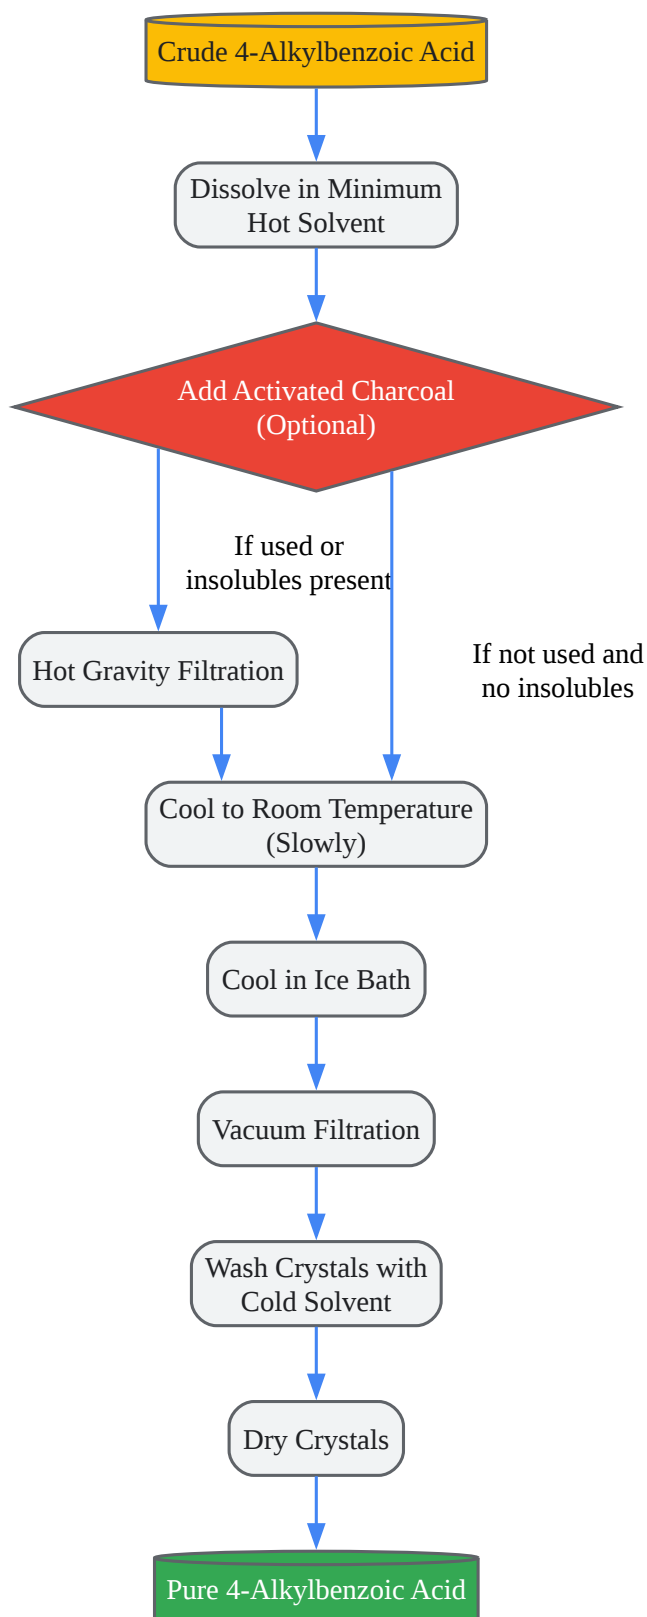 Crude 4-Alkylbenzoic Acid
Dissolve in Minimum
Hot Solvent
Add Activated Charcoal
(Optional)
If used or
insolubles present
Hot Gravity Filtration
If not used and
no insolubles
Cool to Room Temperature
(Slowly)
Cool in Ice Bath
Vacuum Filtration
Wash Crystals with
Cold Solvent
Dry Crystals
Pure 4-Alkylbenzoic Acid